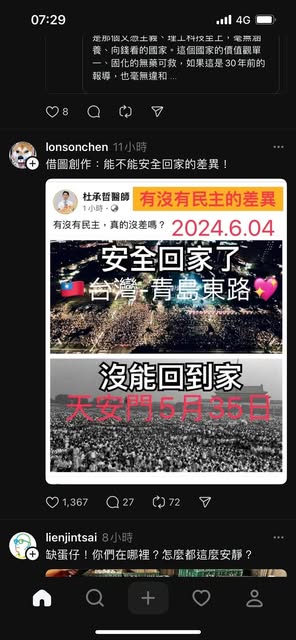 07:29
4G
是那個文憑主義、理工科技至上，毫無涵
養、向錢看的國家。這個國家的價值觀單
一、固化的無藥可救，如果這是30年前的
報導，也毫無違和 ...
8
lonsonchen 11小時
借圖創作：能不能安全回家的差異！
杜承哲醫師
1小時
有沒有民主的差異
有沒有民主，真的沒差嗎？
2024.6.04
安全回家了
台灣-青島東路
沒能回到家
天安門5月35日
1,367
27
72
lienjintsai 8小時
缺蛋仔！你們在哪裡？怎麼都這麼安靜？